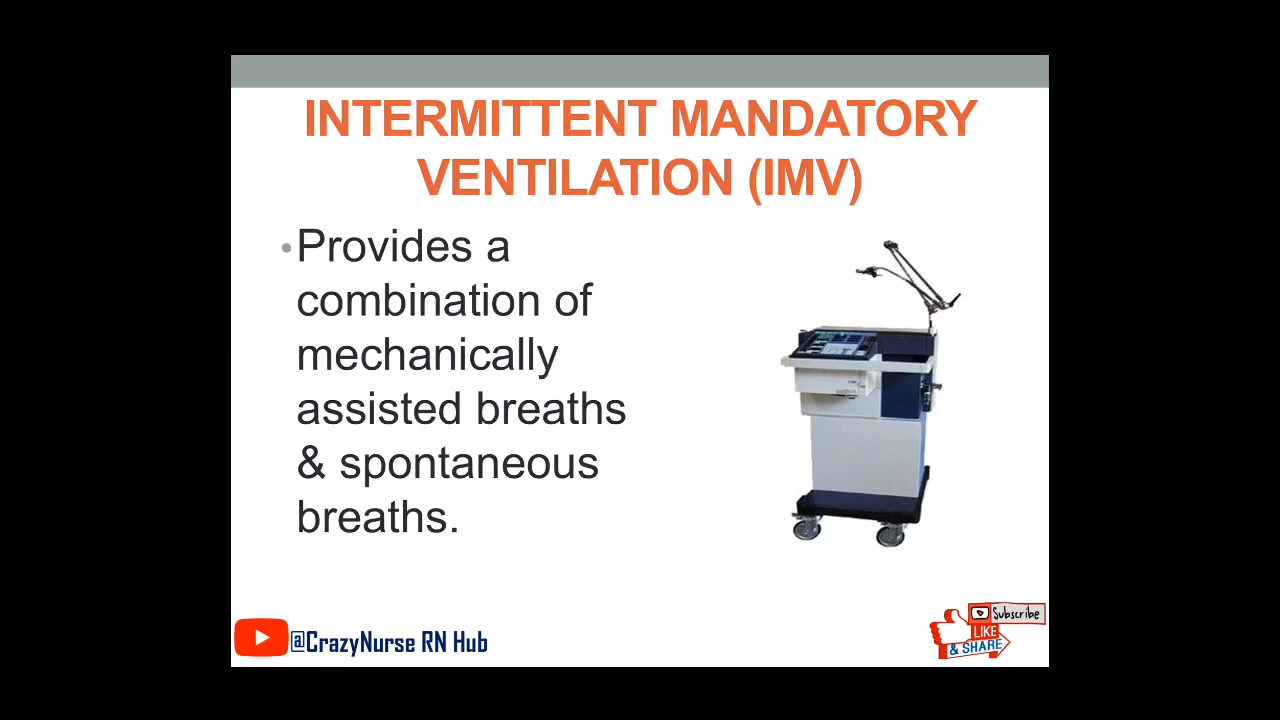 INTERMITTENT MANDATORY
VENTILATION (IMV)
•Provides a
combination of
mechanically
assisted breaths
& spontaneous
breaths.
@CrazyNurse RN Hub
Subscribe
LIKE
& SHARE